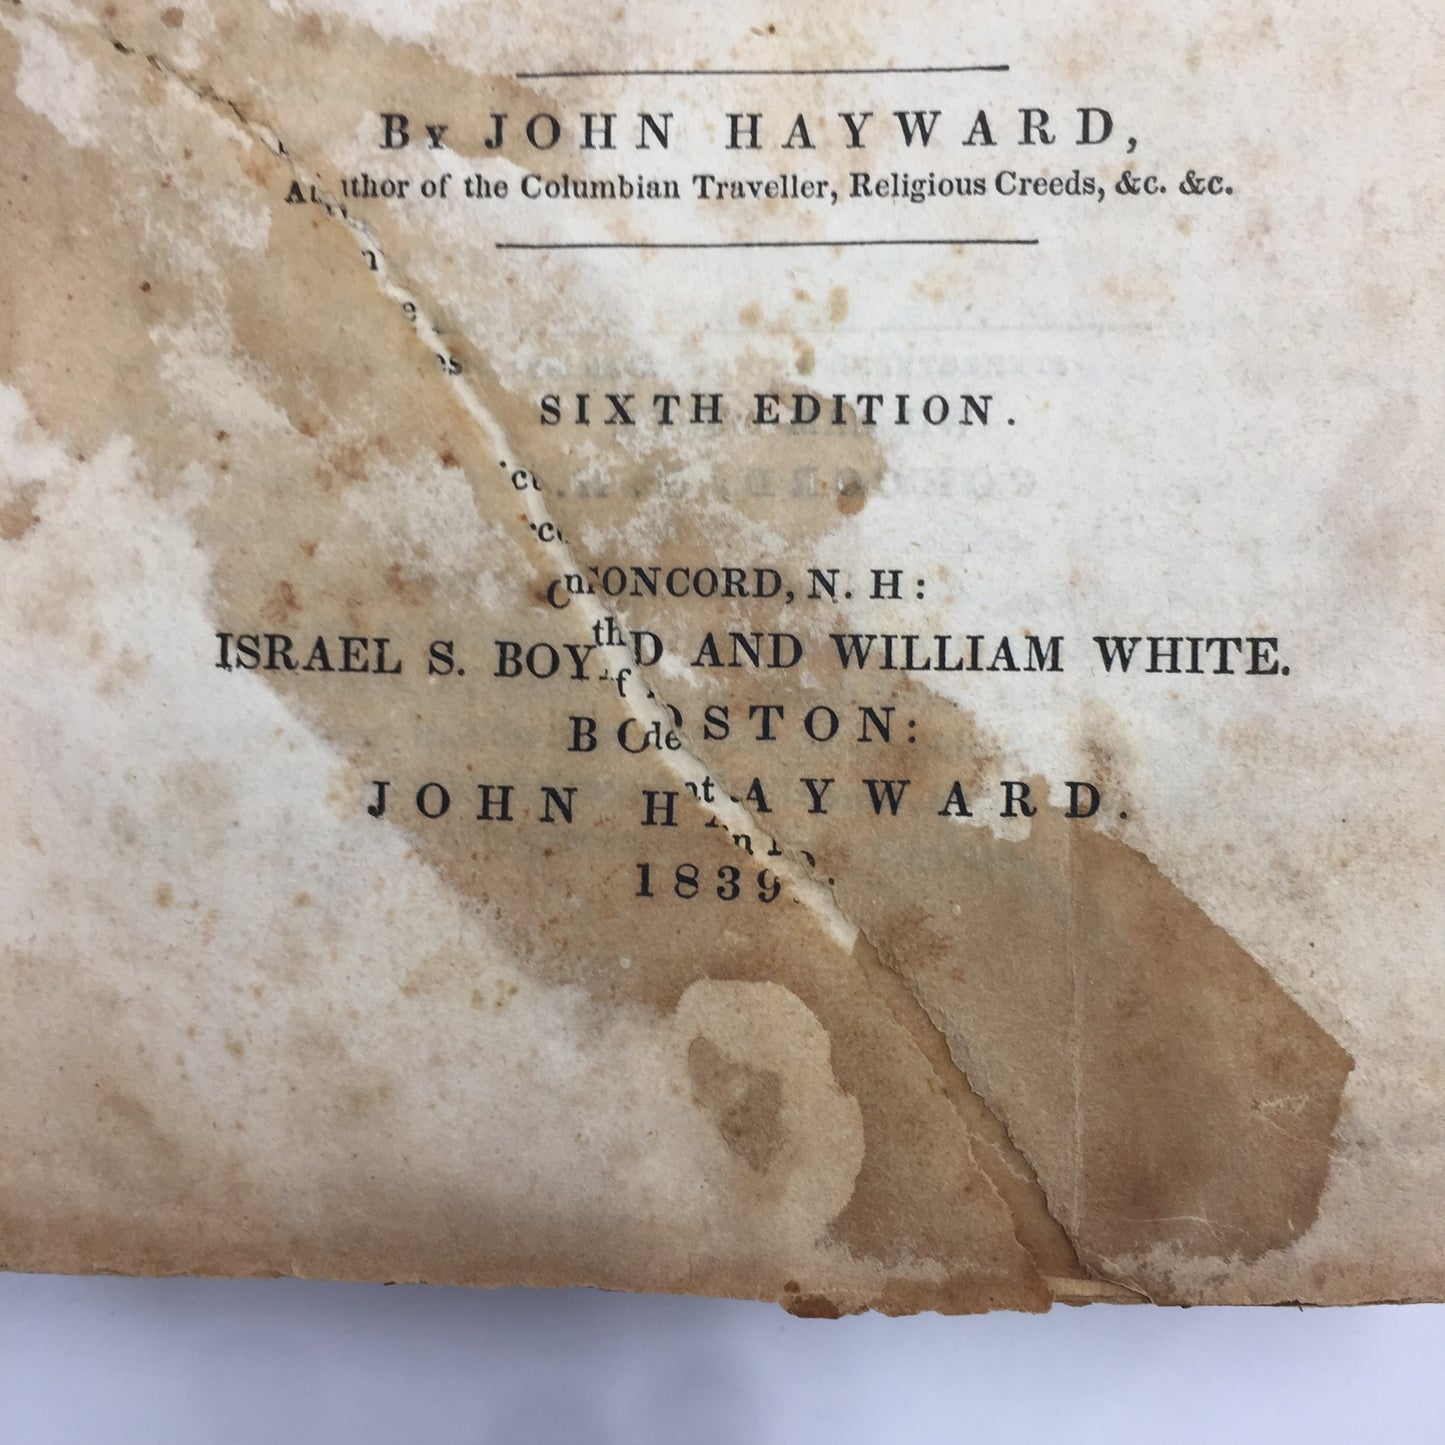 By JOHN HAYWARD,
Author of the Columbian Traveller, Religious Creeds, &c. &c.
SIXTH EDITION.
CONCORD, N. H:
ISRAEL S. BOYD AND WILLIAM WHITE.
BOSTON:
JOHN HAYWARD.
1839.